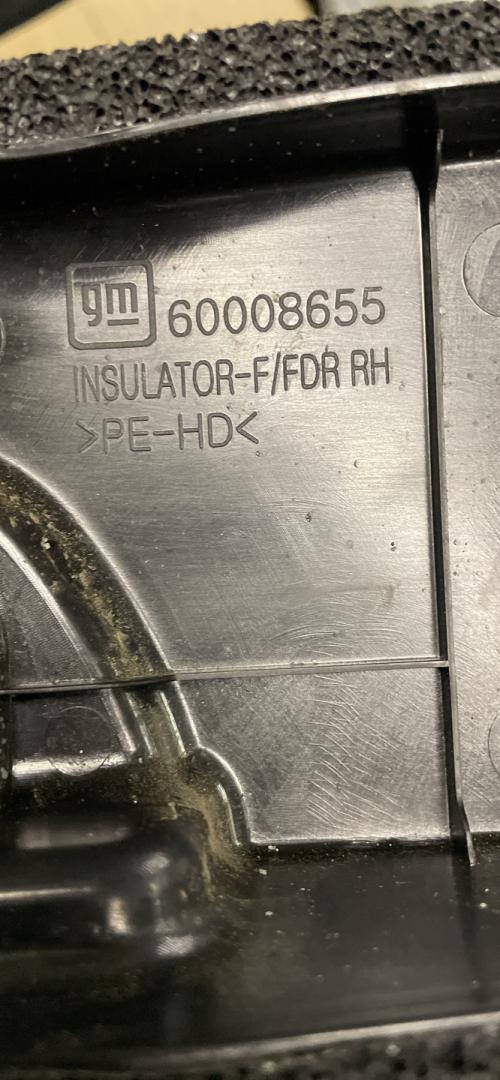 gm 60008655
INSULATOR-F/FDR RH
>PE-HD<